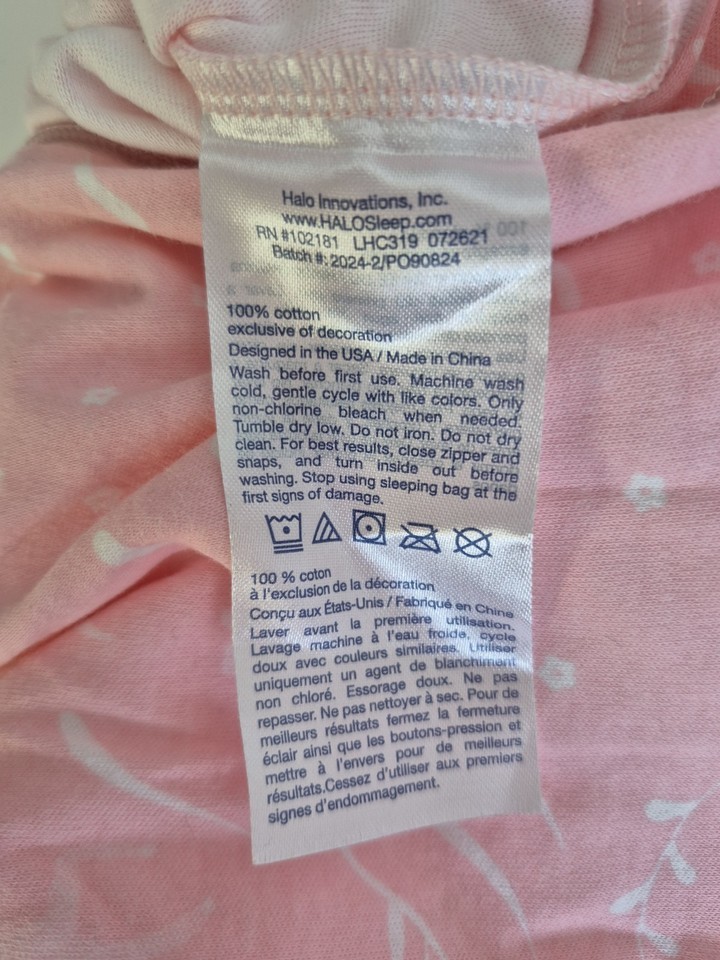 Halo Innovations, Inc.
www.HALOSleep.com
RN #102181 LHC319 072621
Batch #: 2024-2/PO90824
100% cotton
exclusive of decoration
Designed in the USA / Made in China
Wash before first use. Machine wash
cold, gentle cycle with like colors. Only
non-chlorine bleach when needed.
Tumble dry low. Do not iron. Do not dry
clean. For best results, close zipper and
snaps, and turn inside out before
washing. Stop using sleeping bag at the
first signs of damage.
100 % coton
à l'exclusion de la décoration
Conçu aux États-Unis / Fabriqué en Chine
Laver avant la première utilisation.
Lavage machine à l'eau froide, cycle
doux avec couleurs similaires. Utiliser
uniquement un agent de blanchiment
non chloré. Essorage doux. Ne pas
repasser. Ne pas nettoyer à sec. Pour de
meilleurs résultats fermez la fermeture
éclair ainsi que les boutons-pression et
mettre à l'envers pour de meilleurs
résultats.Cessez d'utiliser aux premiers
signes d'endommagement.